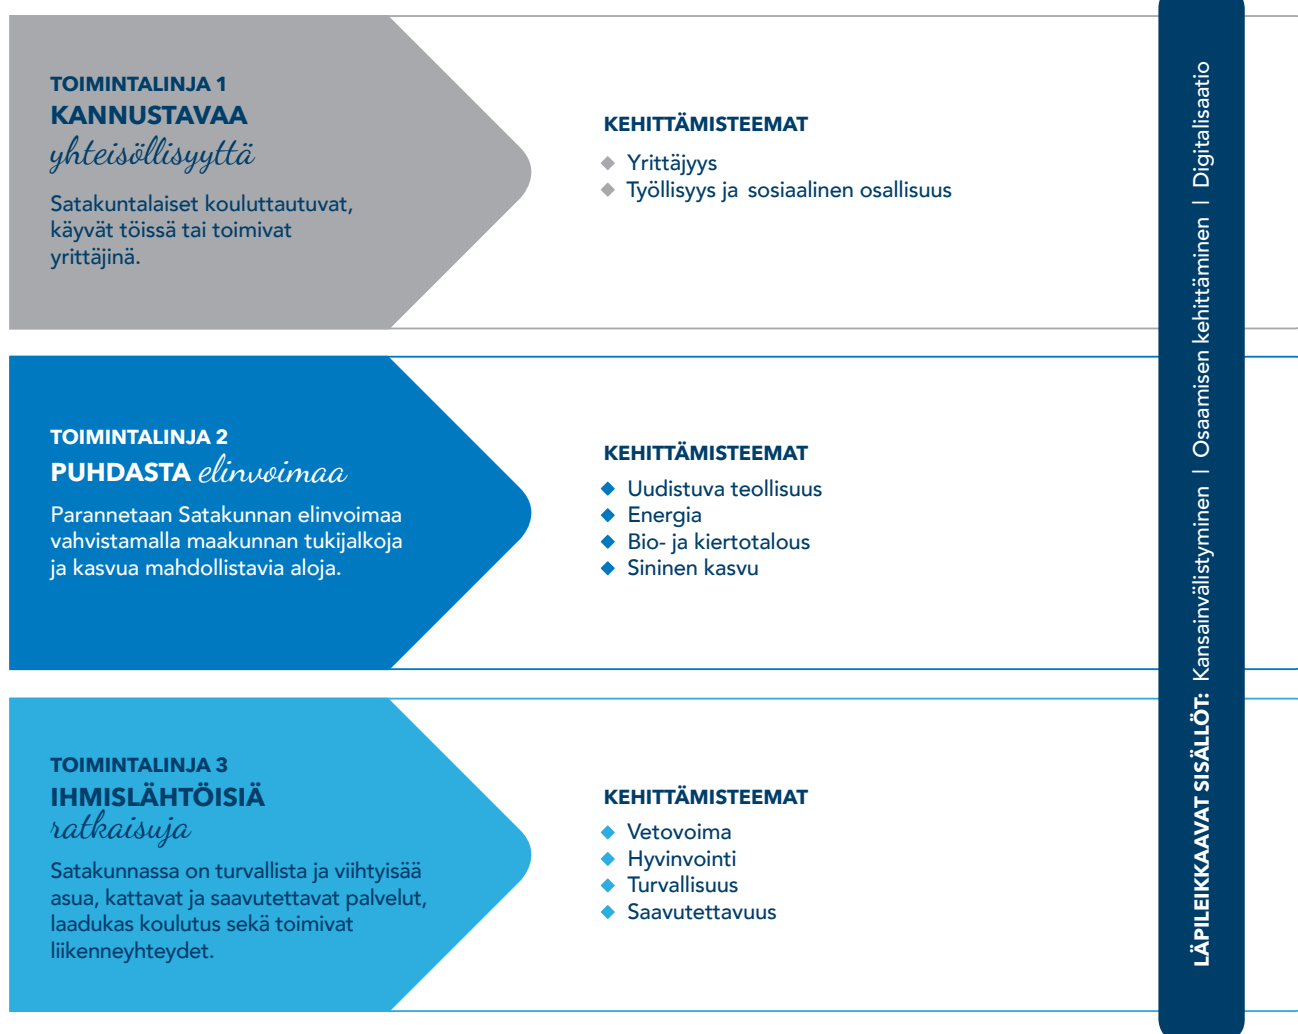 TOIMINTALINJA 1
KANNUSTAVAA
yhteisöllisyyttä
Satakuntalaiset kouluttautuvat,
käyvät töissä tai toimivat
yrittäjinä.
KEHITTÄMISTEEMAT
Yrittäjyys
Työllisyys ja sosiaalinen osallisuus
TOIMINTALINJA 2
PUHDASTA elinvoimaa
Parannetaan Satakunnan elinvoimaa
vahvistamalla maakunnan tukijalkoja
ja kasvua mahdollistavia aloja.
KEHITTÄMISTEEMAT
Uudistuva teollisuus
Energia
Bio- ja kiertotalous
Sininen kasvu
TOIMINTALINJA 3
IHMISLÄHTÖISIÄ
ratkaisuja
Satakunnassa on turvallista ja viihtyisää
asua, kattavat ja saavutettavat palvelut,
laadukas koulutus sekä toimivat
liikenneyhteydet.
KEHITTÄMISTEEMAT
Vetovoima
Hyvinvointi
Turvallisuus
Saavutettavuus
LÄPILEIKKAAVAT SISÄLLÖT: Kansainvälistyminen | Osaamisen kehittäminen | Digitalisaatio